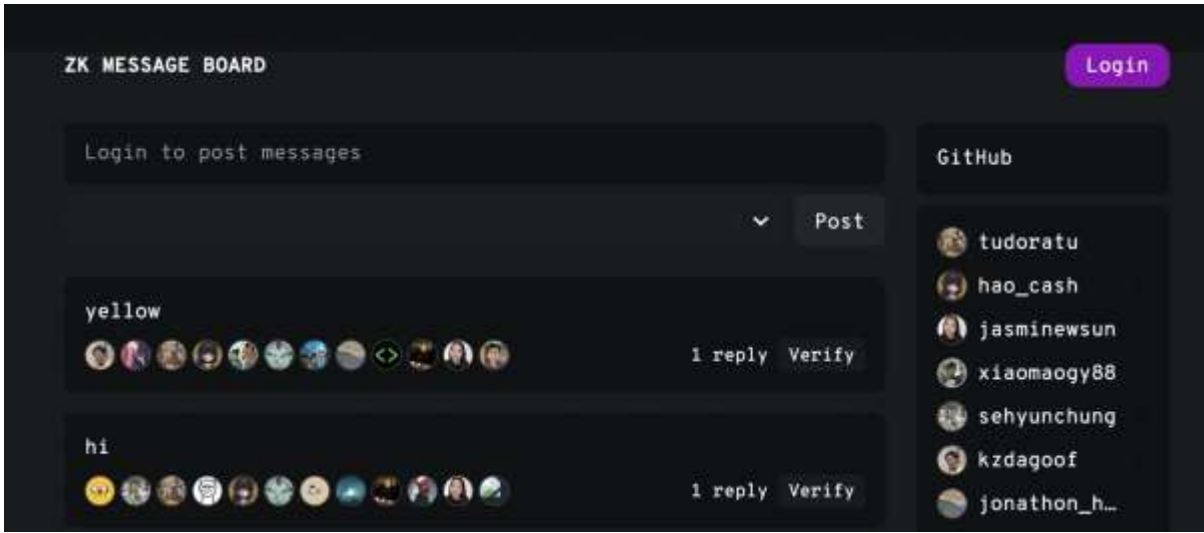 ZK MESSAGE BOARD
Login
Login to post messages
Post
yellow
1 reply Verify
hi
1 reply Verify
GitHub
tudoratu
hao_cash
jasminewsun
xiaomaogy88
sehyunchung
kzdagoof
jonathon_h…